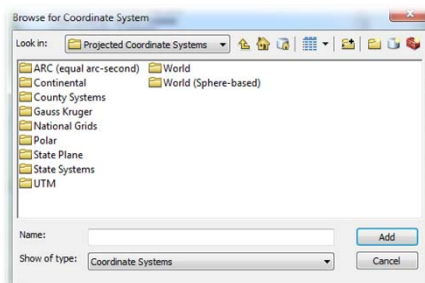 Browse for Coordinate System
Look in: Projected Coordinate Systems
ARC (equal arc-second)
Continental
County Systems
Gauss Kruger
National Grids
Polar
State Plane
State Systems
UTM
World
World (Sphere-based)
Name:
Add
Show of type: Coordinate Systems
Cancel